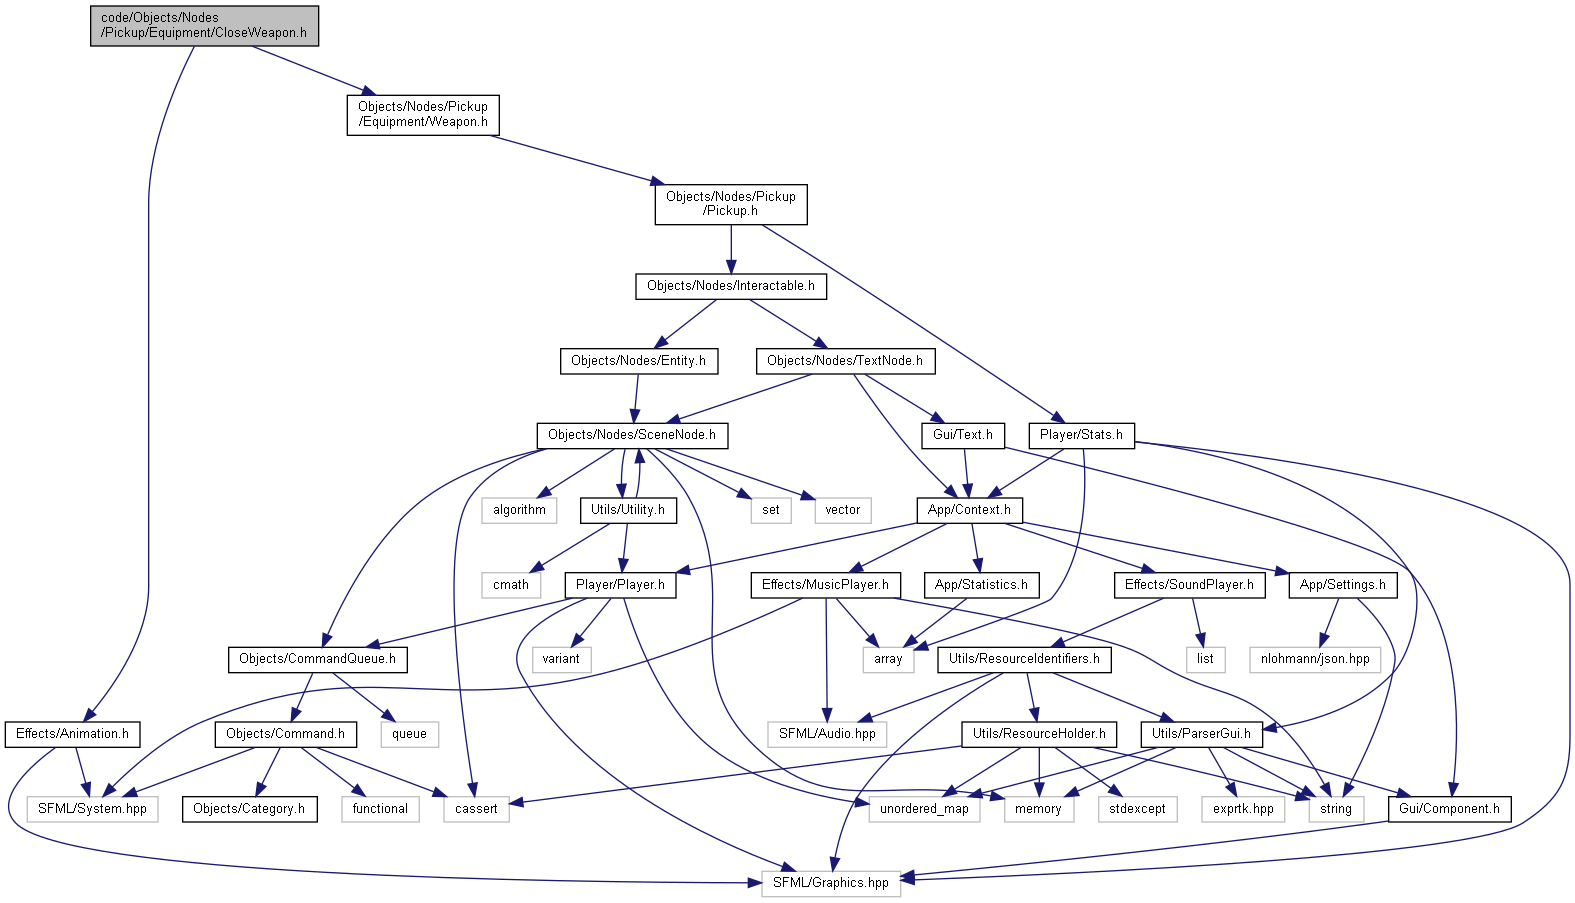 code/Objects/Nodes
/Pickup/Equipment/CloseWeapon.h
Objects/Nodes/Pickup
/Equipment/Weapon.h
Objects/Nodes/Pickup
/Pickup.h
Objects/Nodes/Interactable.h
Objects/Nodes/Entity.h
Objects/Nodes/TextNode.h
Objects/Nodes/SceneNode.h
Gui/Text.h
Player/Stats.h
algorithm
Utils/Utility.h
set
vector
App/Context.h
cmath
Player/Player.h
Effects/MusicPlayer.h
App/Statistics.h
Effects/SoundPlayer.h
App/Settings.h
Objects/CommandQueue.h
variant
array
Utils/ResourceIdentifiers.h
list
nlohmann/json.hpp
Effects/Animation.h
Objects/Command.h
queue
SFML/Audio.hpp
Utils/ResourceHolder.h
Utils/ParserGui.h
SFML/System.hpp
Objects/Category.h
functional
cassert
unordered_map
memory
stdexcept
exprtk.hpp
string
Gui/Component.h
SFML/Graphics.hpp